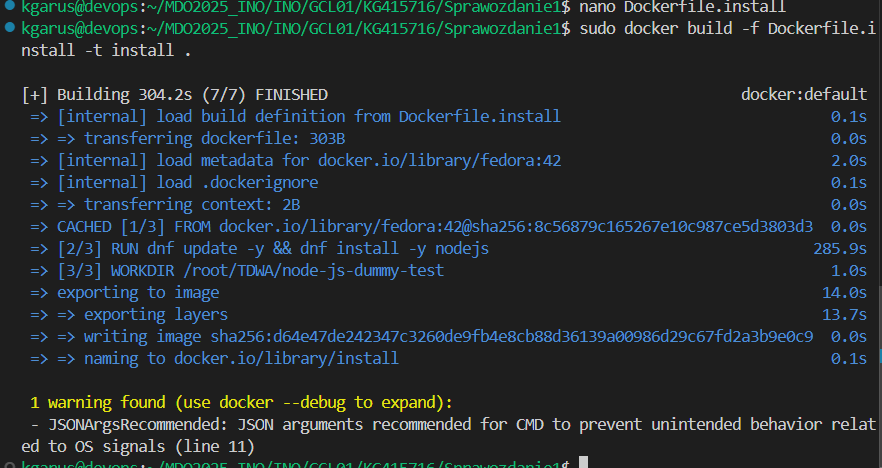 kgarus@devops:~/MDO2025_INO/INO/GCL01/KG415716/Sprawozdanie1$ nano Dockerfile.install
kgarus@devops:~/MDO2025_INO/INO/GCL01/KG415716/Sprawozdanie1$ sudo docker build -f Dockerfile.i
nstall -t install .
[+] Building 304.2s (7/7) FINISHED docker:default
=> [internal] load build definition from Dockerfile.install 0.1s
=> => transferring dockerfile: 303B 0.0s
=> [internal] load metadata for docker.io/library/fedora:42 2.0s
=> [internal] load .dockerignore 0.1s
=> => transferring context: 2B 0.0s
=> CACHED [1/3] FROM docker.io/library/fedora:42@sha256:8c56879c165267e10c987ce5d3803d3 0.0s
=> [2/3] RUN dnf update -y && dnf install -y nodejs 285.9s
=> [3/3] WORKDIR /root/TDWA/node-js-dummy-test 1.0s
=> exporting to image 14.0s
=> => exporting layers 13.7s
=> => writing image sha256:d64e47de242347c3260de9fb4e8cb88d36139a00986d29c67fd2a3b9e0c9 0.0s
=> => naming to docker.io/library/install 0.1s
1 warning found (use docker --debug to expand):
- JSONArgsRecommended: JSON arguments recommended for CMD to prevent unintended behavior relat
ed to OS signals (line 11)
kgarus@devops:~/MDO2025_INO/INO/GCL01/KG415716/Sprawozdanie1$